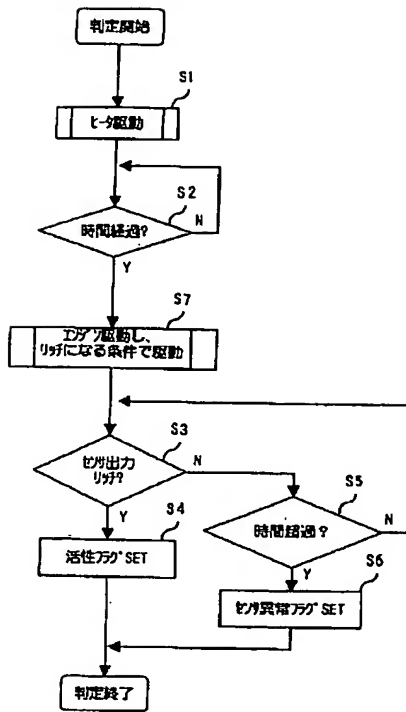 判定開始
S1
ヒータ駆動
S2
時間経過?
N
Y
S7
エンジン駆動し、
リッチになる条件で駆動
S3
センサ出力
リッチ?
N
Y
S5
時間超過?
N
Y
S4
活性フラグSET
S6
センサ異常フラグSET
判定終了